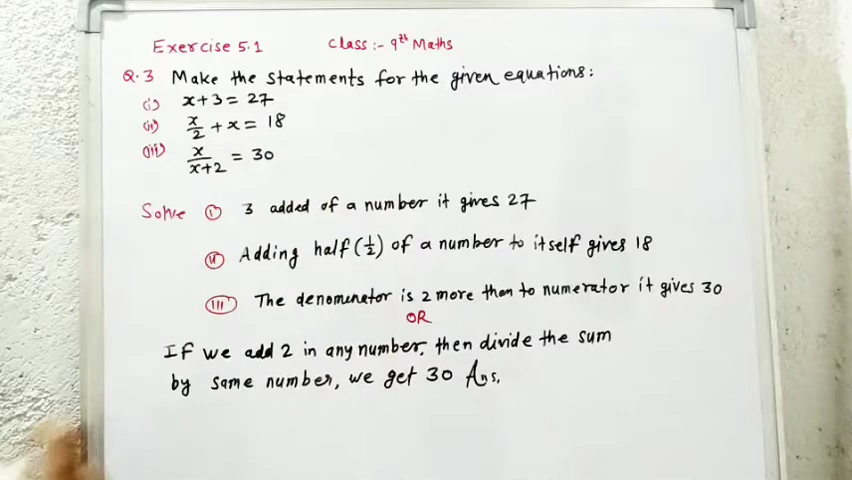 Exercise 5.1 Class :- 9th Maths
Q.3 Make the statements for the given equations:
(i) x+3 = 27
(ii) x/2 + x = 18
(iii) x/x+2 = 30
Solve (i) 3 added of a number it gives 27
(ii) Adding half (1/2) of a number to itself gives 18
(iii) The denominator is 2 more then to numerator it gives 30
OR
If we add 2 in any number, then divide the sum
by same number, we get 30 Ans.